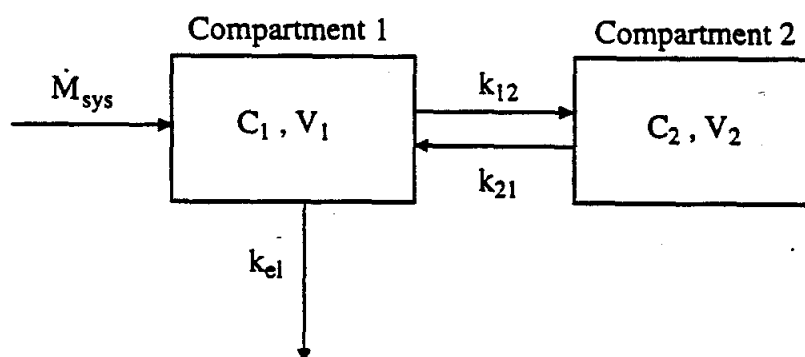 Compartment 1
Compartment 2
Ṁsys
k12
C1 , V1
C2 , V2
k21
kel